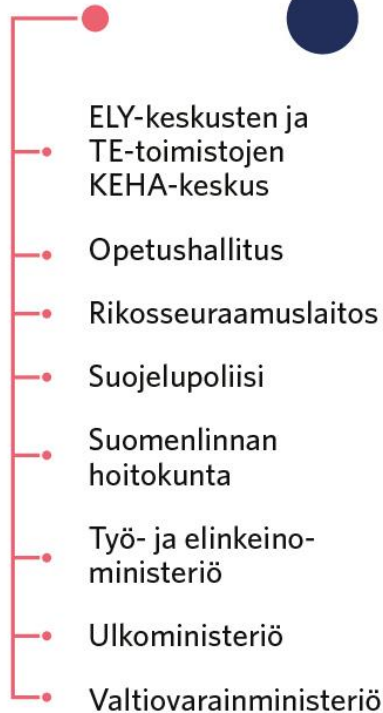 ELY-keskusten ja
TE-toimistojen
KEHA-keskus
Opetushallitus
Rikosseuraamuslaitos
Suojelupoliisi
Suomenlinnan
hoitokunta
Työ- ja elinkeino-
ministeriö
Ulkoministeriö
Valtiovarainministeriö